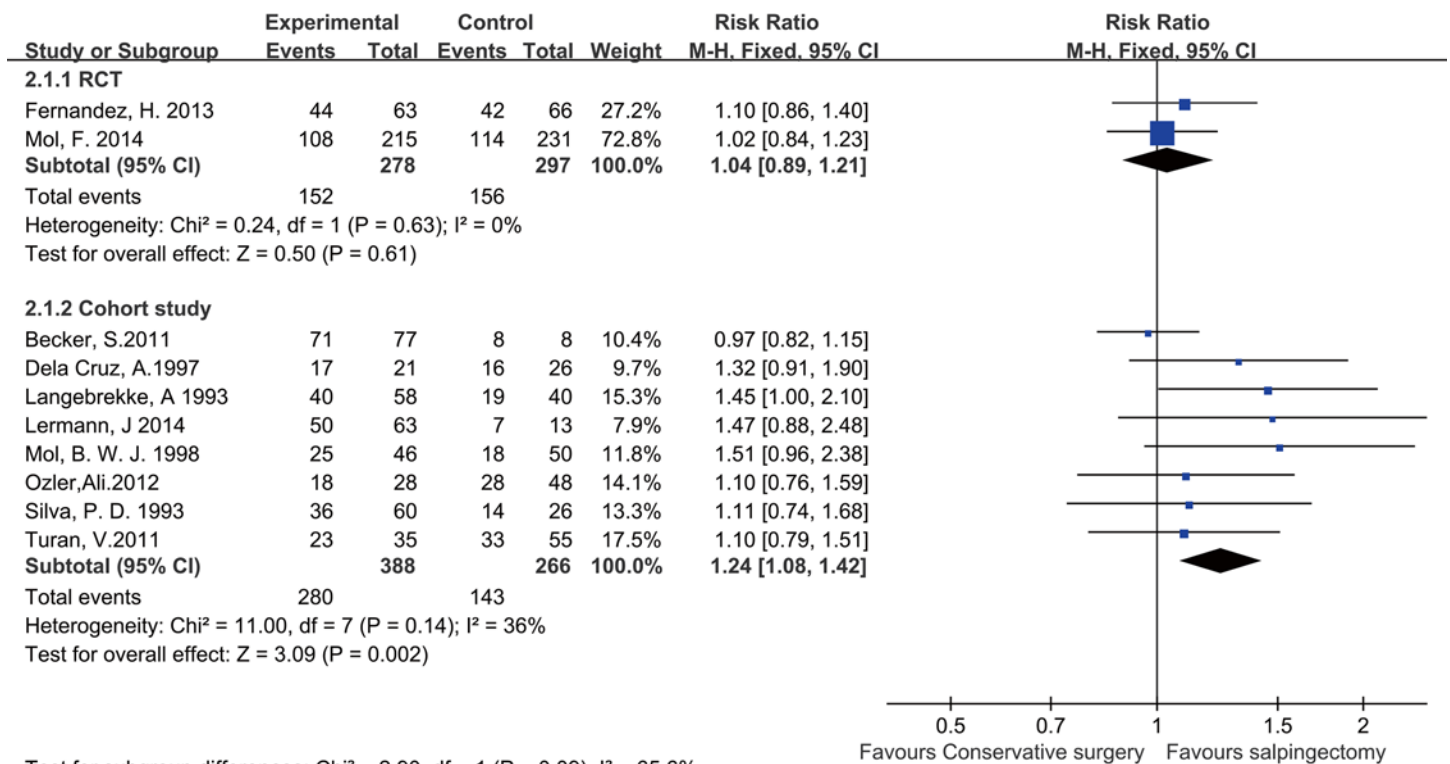 Experimental Control Risk Ratio Risk Ratio
Study or Subgroup Events Total Events Total Weight M-H, Fixed, 95% CI M-H, Fixed, 95% CI
2.1.1 RCT
Fernandez, H. 2013 44 63 42 66 27.2% 1.10 [0.86, 1.40]
Mol, F. 2014 108 215 114 231 72.8% 1.02 [0.84, 1.23]
Subtotal (95% CI) 278 297 100.0% 1.04 [0.89, 1.21]
Total events 152 156
Heterogeneity: Chi² = 0.24, df = 1 (P = 0.63); I² = 0%
Test for overall effect: Z = 0.50 (P = 0.61)
2.1.2 Cohort study
Becker, S.2011 71 77 8 8 10.4% 0.97 [0.82, 1.15]
Dela Cruz, A.1997 17 21 16 26 9.7% 1.32 [0.91, 1.90]
Langebrekke, A 1993 40 58 19 40 15.3% 1.45 [1.00, 2.10]
Lermann, J 2014 50 63 7 13 7.9% 1.47 [0.88, 2.48]
Mol, B. W. J. 1998 25 46 18 50 11.8% 1.51 [0.96, 2.38]
Ozler,Ali.2012 18 28 28 48 14.1% 1.10 [0.76, 1.59]
Silva, P. D. 1993 36 60 14 26 13.3% 1.11 [0.74, 1.68]
Turan, V.2011 23 35 33 55 17.5% 1.10 [0.79, 1.51]
Subtotal (95% CI) 388 266 100.0% 1.24 [1.08, 1.42]
Total events 280 143
Heterogeneity: Chi² = 11.00, df = 7 (P = 0.14); I² = 36%
Test for overall effect: Z = 3.09 (P = 0.002)
0.5 0.7 1 1.5 2
Favours Conservative surgery Favours salpingectomy